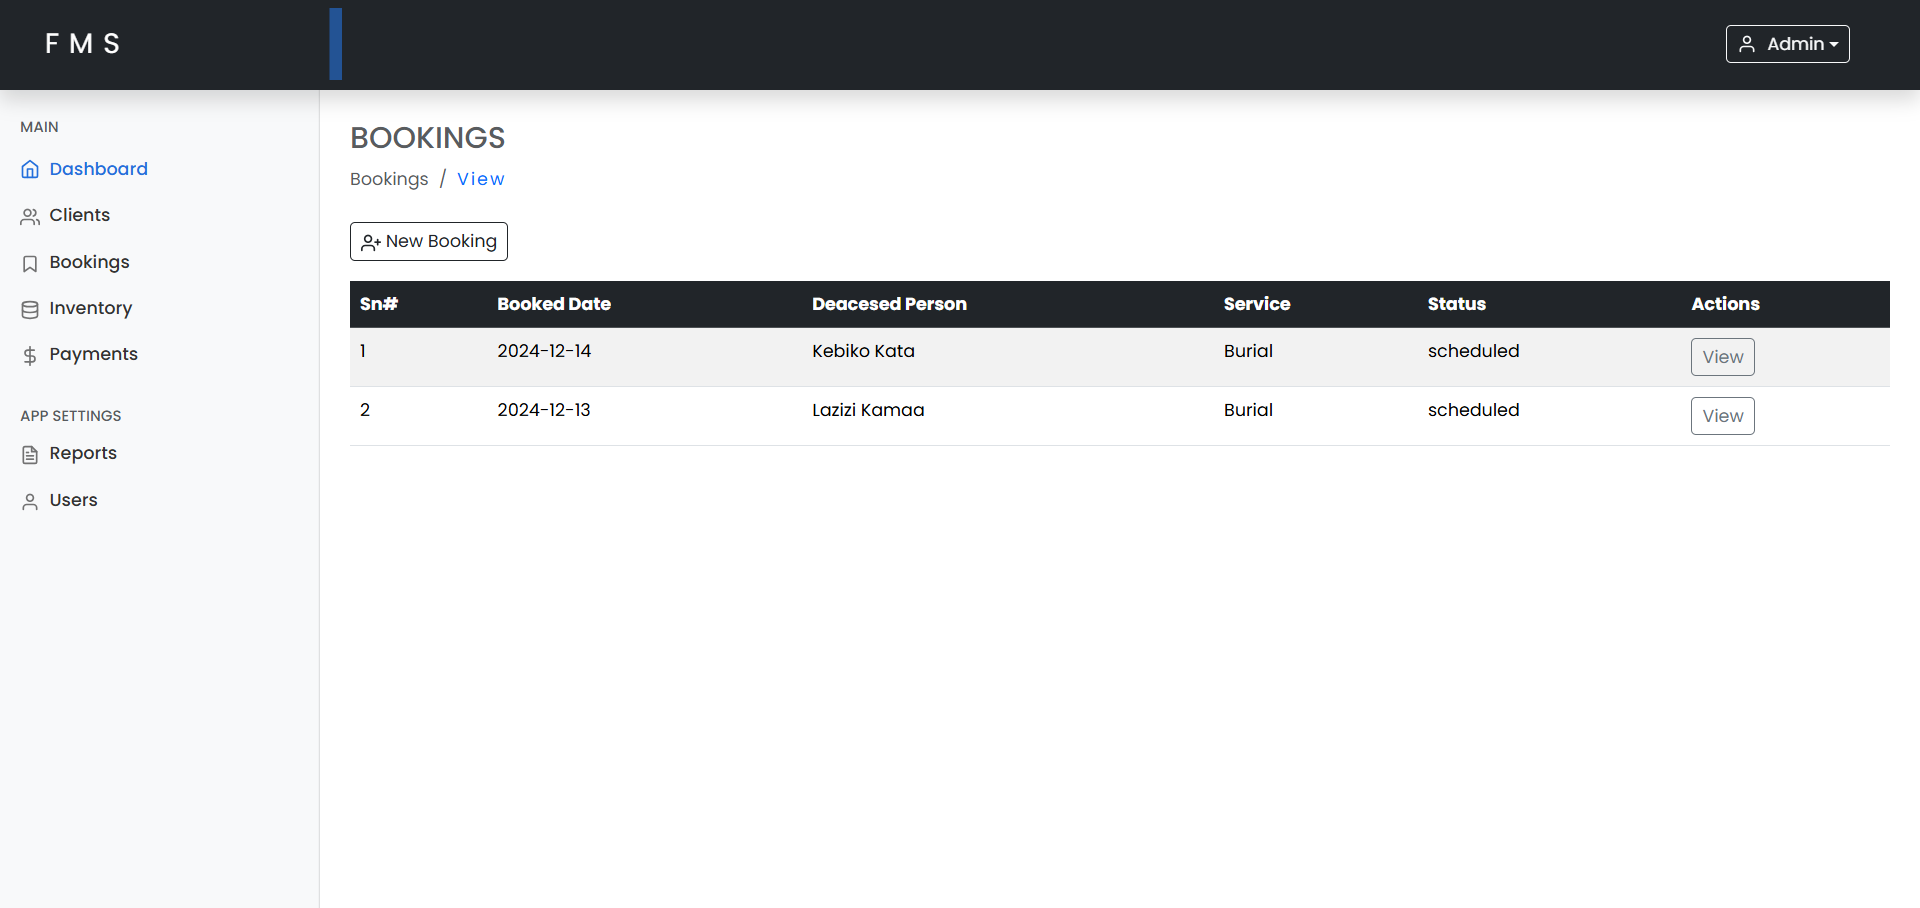 F M S
Admin
MAIN
Dashboard
Clients
Bookings
Inventory
Payments
APP SETTINGS
Reports
Users
BOOKINGS
Bookings / View
New Booking
Sn# Booked Date Deacesed Person Service Status Actions
1 2024-12-14 Kebiko Kata Burial scheduled View
2 2024-12-13 Lazizi Kamaa Burial scheduled View